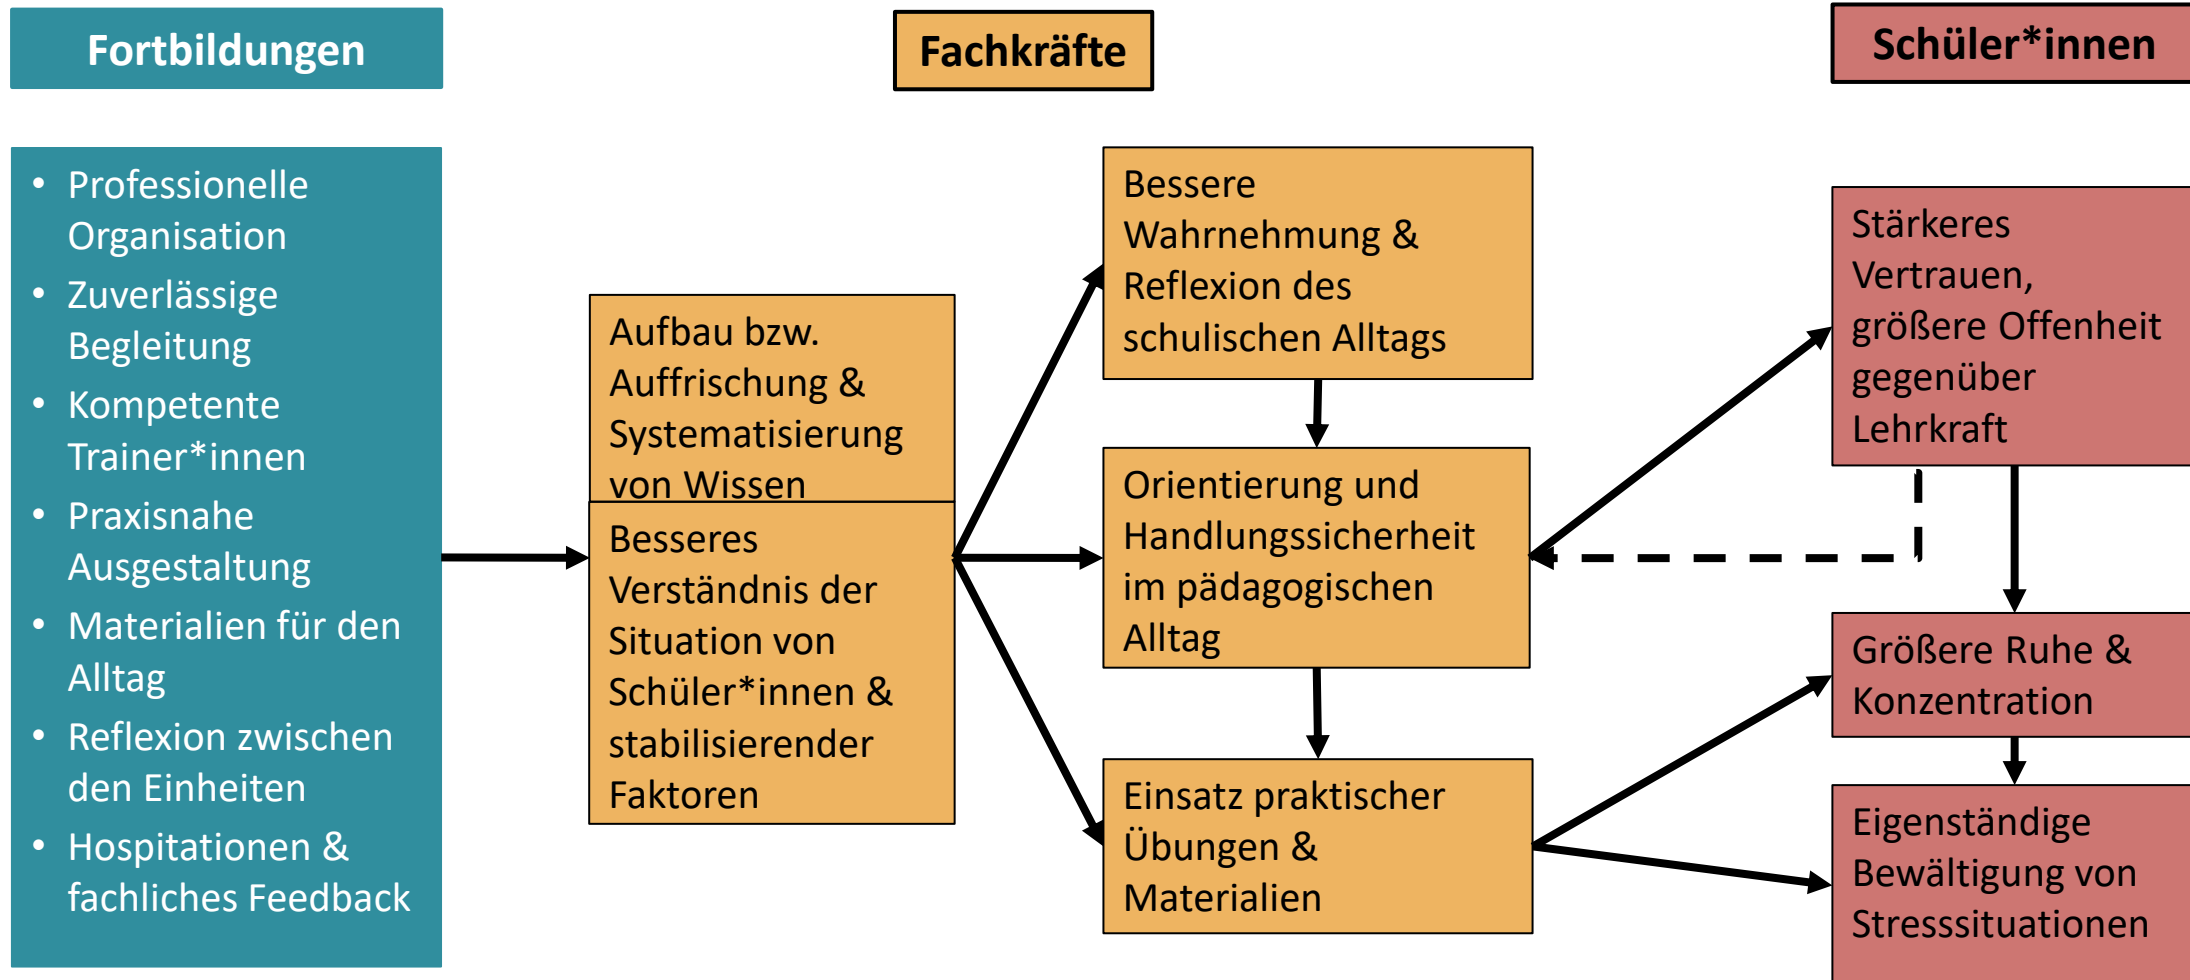 Fortbildungen
Fachkräfte
Schüler*innen
• Professionelle
Organisation
• Zuverlässige
Begleitung
• Kompetente
Trainer*innen
• Praxisnahe
Ausgestaltung
• Materialien für den
Alltag
• Reflexion zwischen
den Einheiten
• Hospitationen &
fachliches Feedback
Aufbau bzw.
Auffrischung &
Systematisierung
von Wissen
Besseres
Verständnis der
Situation von
Schüler*innen &
stabilisierender
Faktoren
Bessere
Wahrnehmung &
Reflexion des
schulischen Alltags
Orientierung und
Handlungssicherheit
im pädagogischen
Alltag
Einsatz praktischer
Übungen &
Materialien
Stärkeres
Vertrauen,
größere Offenheit
gegenüber
Lehrkraft
Größere Ruhe &
Konzentration
Eigenständige
Bewältigung von
Stresssituationen